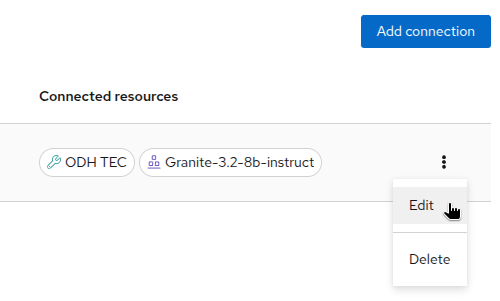 Add connection
Connected resources
ODH TEC Granite-3.2-8b-instruct
Edit
Delete